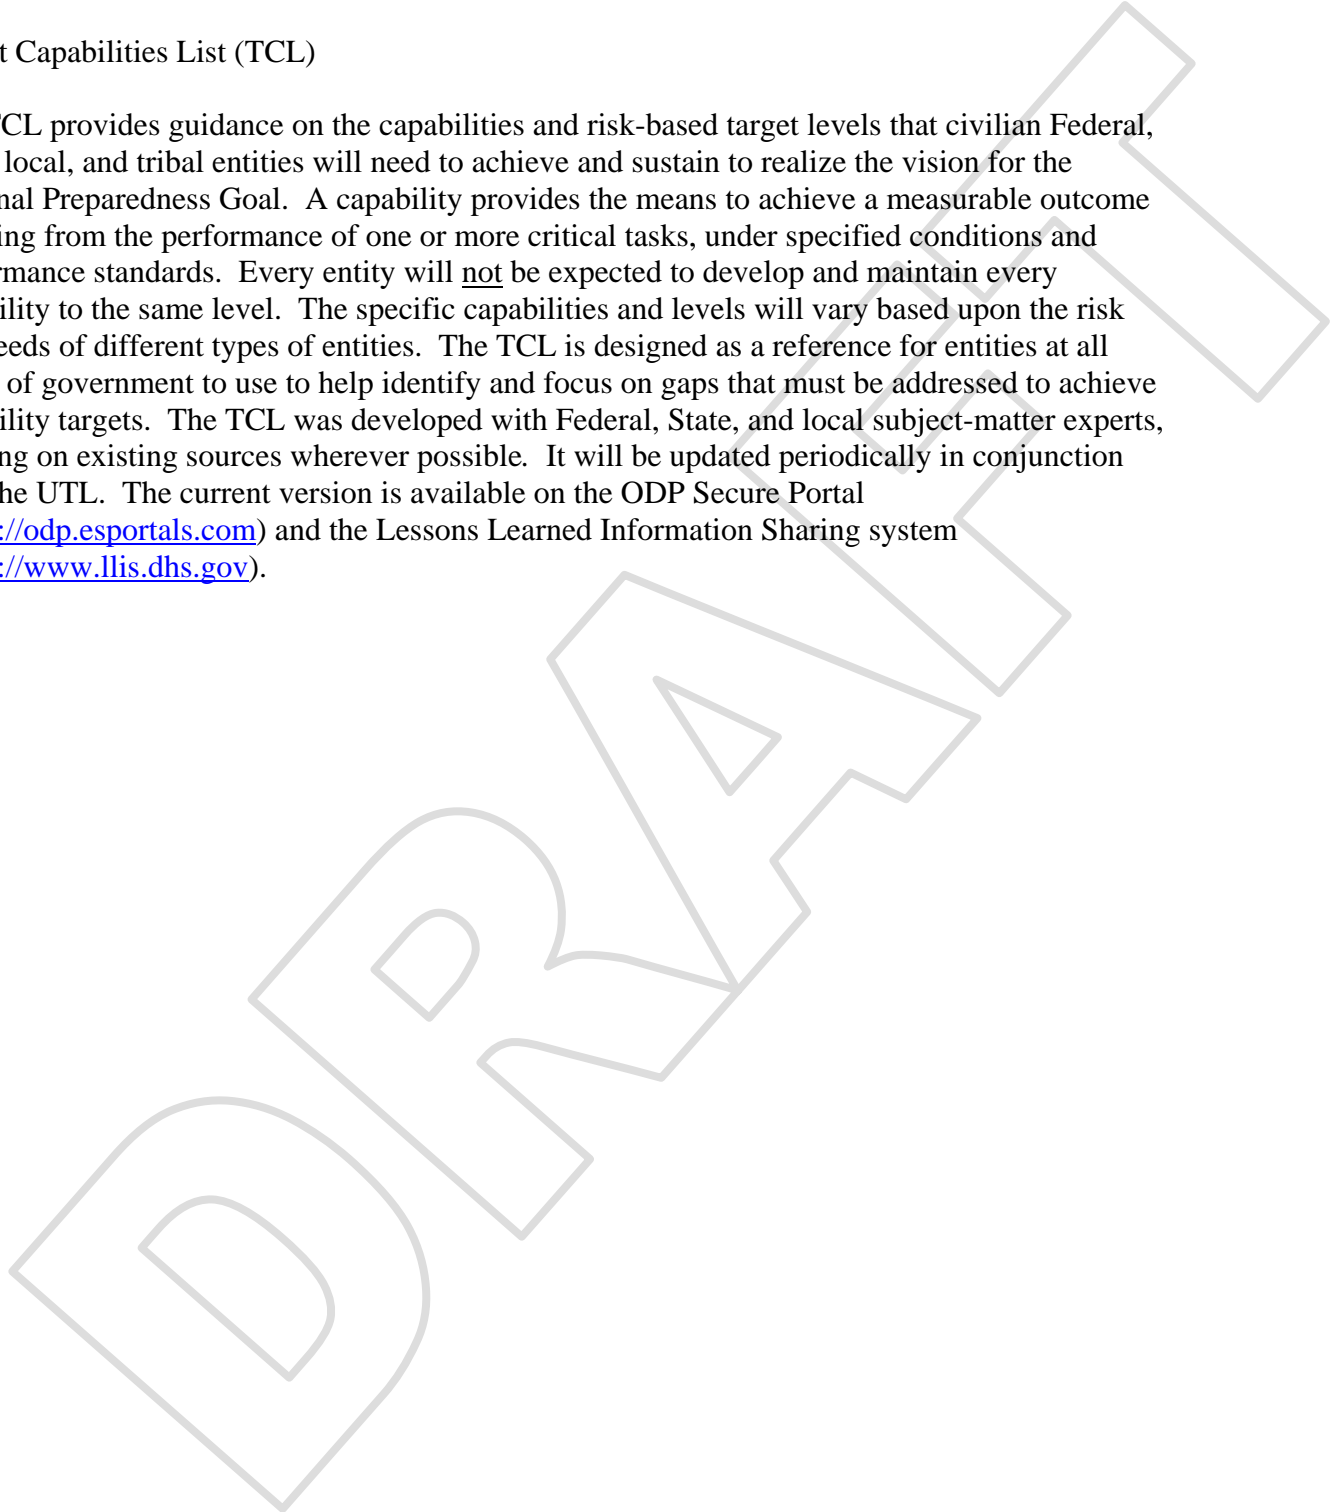 t Capabilities List (TCL)
TCL provides guidance on the capabilities and risk-based target levels that civilian Federal,
local, and tribal entities will need to achieve and sustain to realize the vision for the
nal Preparedness Goal.  A capability provides the means to achieve a measurable outcome
ing from the performance of one or more critical tasks, under specified conditions and
rmance standards.  Every entity will not be expected to develop and maintain every
ility to the same level.  The specific capabilities and levels will vary based upon the risk
eeds of different types of entities.  The TCL is designed as a reference for entities at all
of government to use to help identify and focus on gaps that must be addressed to achieve
ility targets.  The TCL was developed with Federal, State, and local subject-matter experts,
ng on existing sources wherever possible.  It will be updated periodically in conjunction
he UTL.  The current version is available on the ODP Secure Portal
://odp.esportals.com) and the Lessons Learned Information Sharing system
://www.llis.dhs.gov).
DRAFT